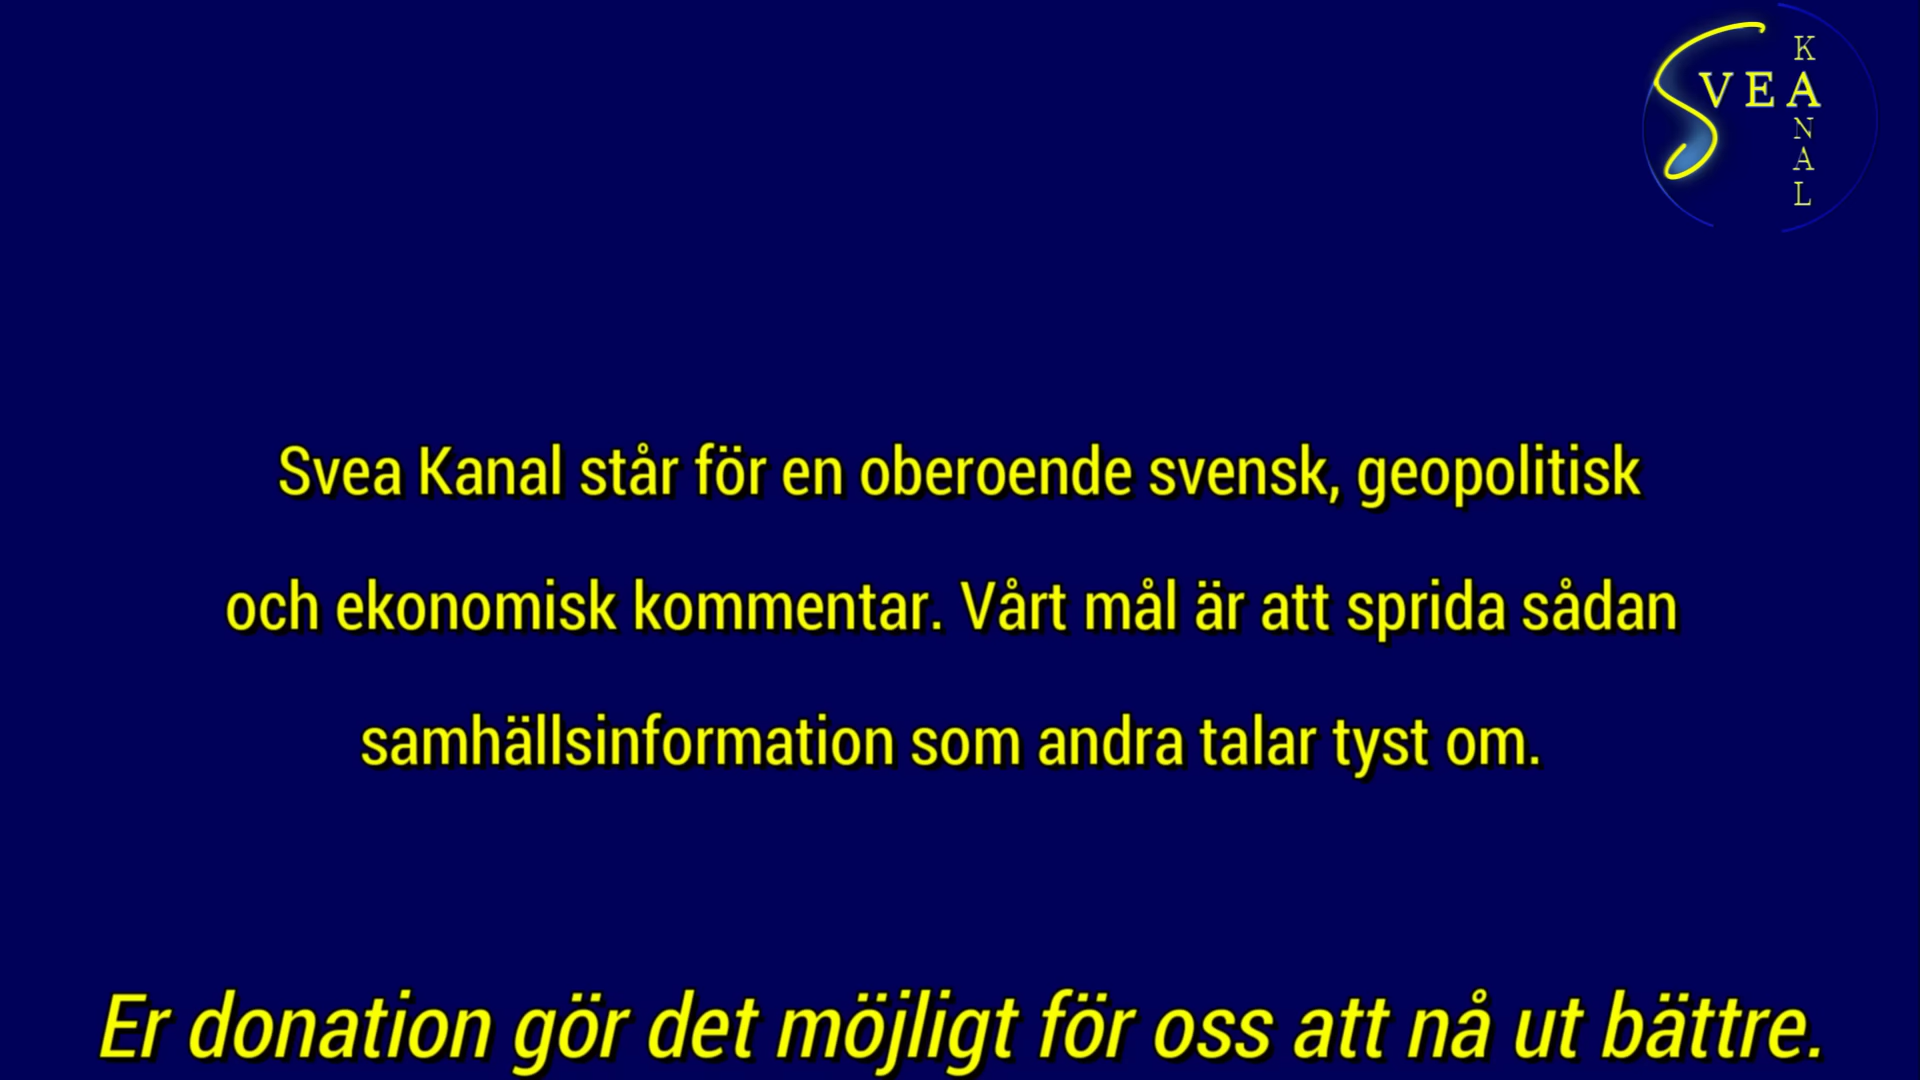 SVEA
KANAL
Svea Kanal står för en oberoende svensk, geopolitisk
och ekonomisk kommentar. Vårt mål är att sprida sådan
samhällsinformation som andra talar tyst om.
Er donation gör det möjligt för oss att nå ut bättre.